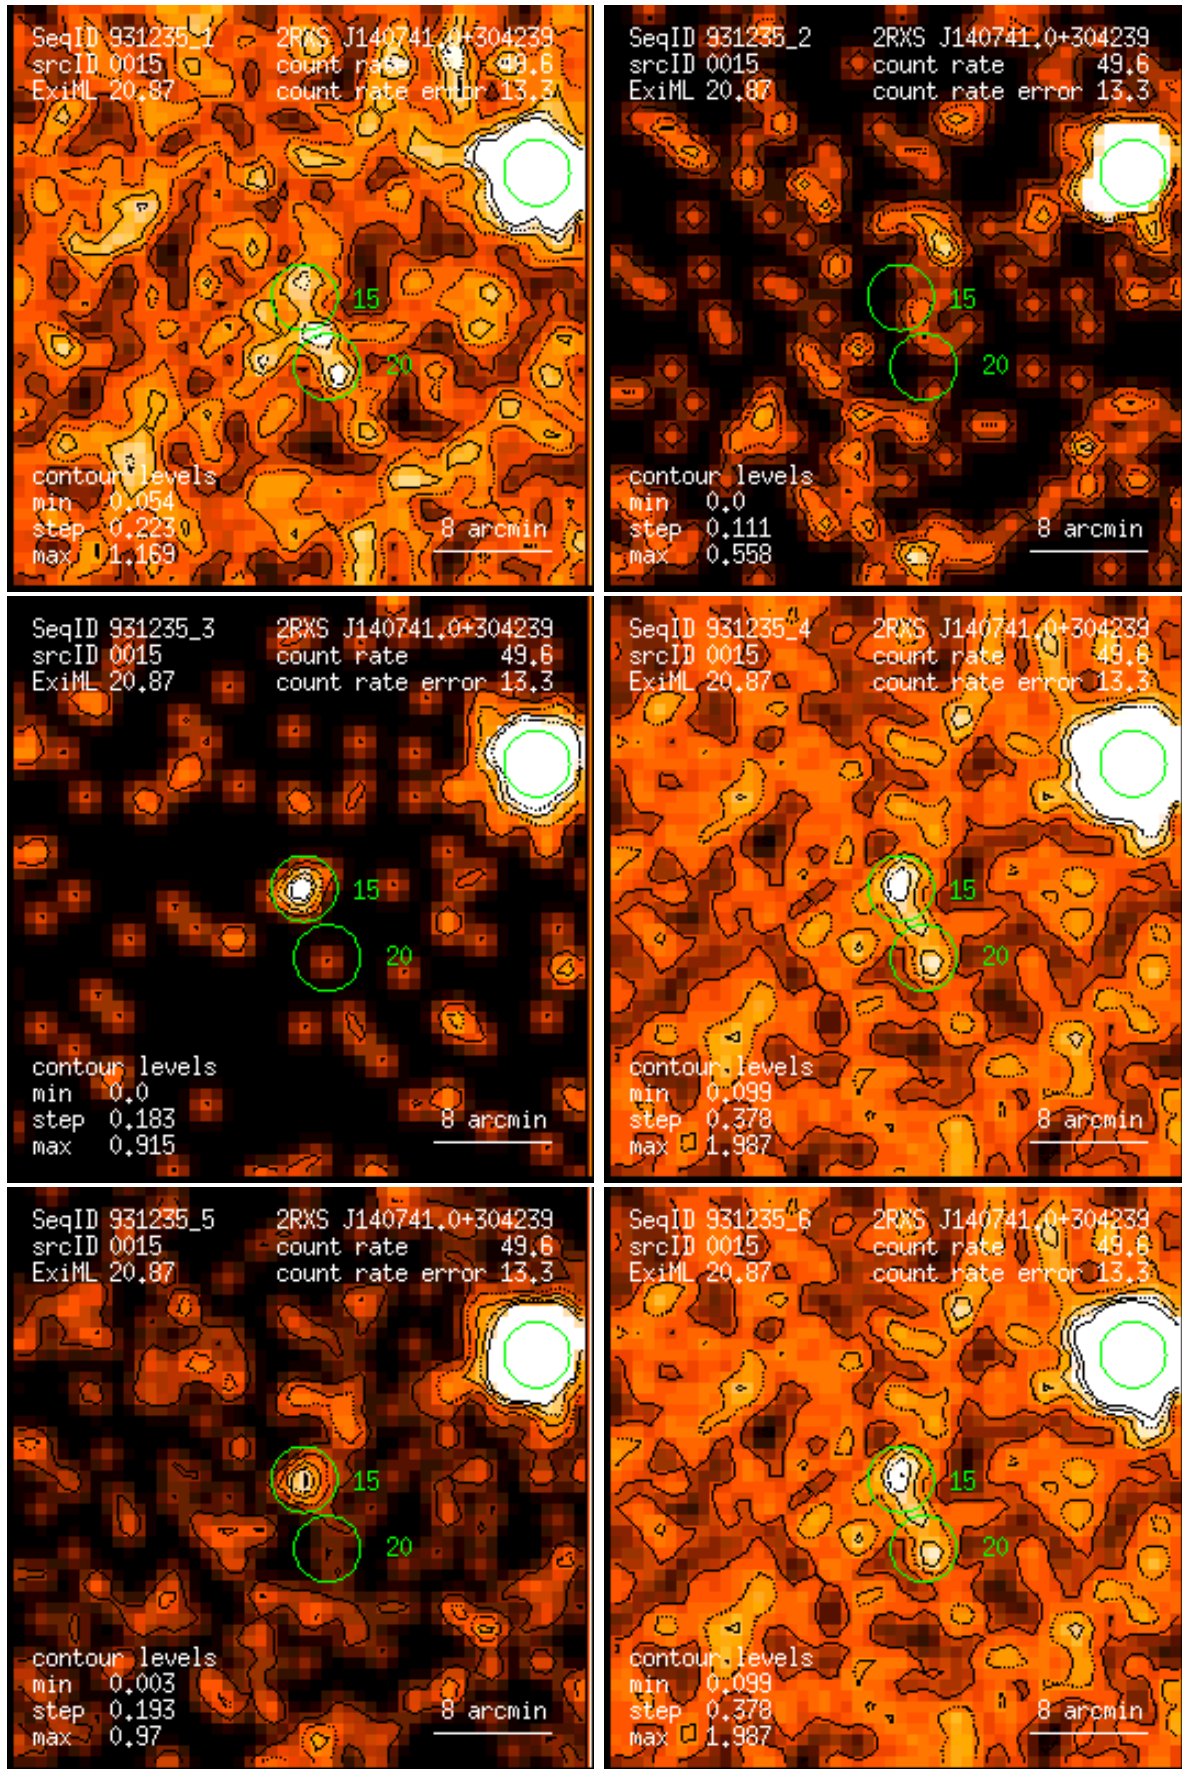 SeqID 931235_1 2RXS J140741.0+304239
srcID 0015 count rate 49.6
ExiML 20.87 count rate error 13.3
15
20
contour levels
min 0.054
step 0.223 8 arcmin
max 1.169
SeqID 931235_2 2RXS J140741.0+304239
srcID 0015 count rate 49.6
ExiML 20.87 count rate error 13.3
15
20
contour levels
min 0.0
step 0.111 8 arcmin
max 0.558
SeqID 931235_3 2RXS J140741.0+304239
srcID 0015 count rate 49.6
ExiML 20.87 count rate error 13.3
15
20
contour levels
min 0.0
step 0.183 8 arcmin
max 0.915
SeqID 931235_4 2RXS J140741.0+304239
srcID 0015 count rate 49.6
ExiML 20.87 count rate error 13.3
15
20
contour levels
min 0.099
step 0.378 8 arcmin
max 1.987
SeqID 931235_5 2RXS J140741.0+304239
srcID 0015 count rate 49.6
ExiML 20.87 count rate error 13.3
15
20
contour levels
min 0.003
step 0.193 8 arcmin
max 0.97
SeqID 931235_6 2RXS J140741.0+304239
srcID 0015 count rate 49.6
ExiML 20.87 count rate error 13.3
15
20
contour levels
min 0.099
step 0.378 8 arcmin
max 1.987